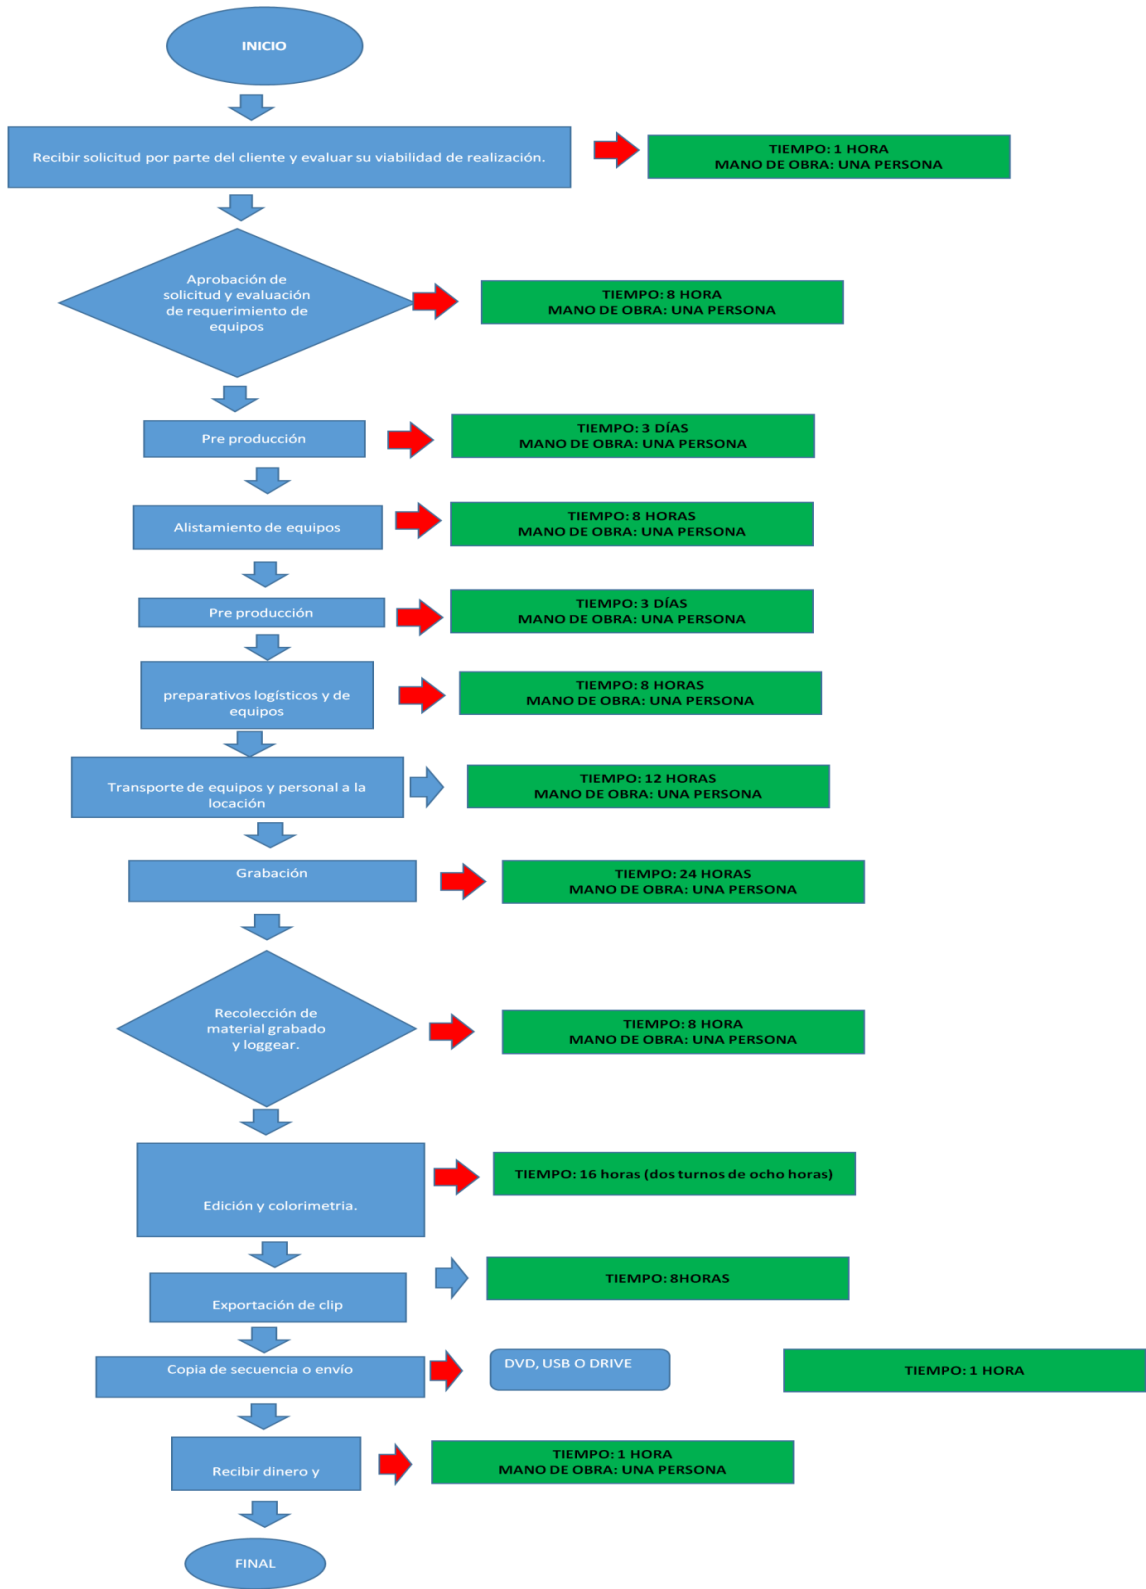 INICIO
Recibir solicitud por parte del cliente y evaluar su viabilidad de realización.
TIEMPO: 1 HORA
MANO DE OBRA: UNA PERSONA
Aprobación de
solicitud y evaluación
de requerimiento de
equipos
TIEMPO: 8 HORA
MANO DE OBRA: UNA PERSONA
Pre producción
TIEMPO: 3 DÍAS
MANO DE OBRA: UNA PERSONA
Alistamiento de equipos
TIEMPO: 8 HORAS
MANO DE OBRA: UNA PERSONA
Pre producción
TIEMPO: 3 DÍAS
MANO DE OBRA: UNA PERSONA
preparativos logísticos y de
equipos
TIEMPO: 8 HORAS
MANO DE OBRA: UNA PERSONA
Transporte de equipos y personal a la
locación
TIEMPO: 12 HORAS
MANO DE OBRA: UNA PERSONA
Grabación
TIEMPO: 24 HORAS
MANO DE OBRA: UNA PERSONA
Recolección de
material grabado
y loggear.
TIEMPO: 8 HORA
MANO DE OBRA: UNA PERSONA
Edición y colorimetria.
TIEMPO: 16 horas (dos turnos de ocho horas)
Exportación de clip
TIEMPO: 8HORAS
Copia de secuencia o envío
DVD, USB O DRIVE
TIEMPO: 1 HORA
Recibir dinero y
TIEMPO: 1 HORA
MANO DE OBRA: UNA PERSONA
FINAL